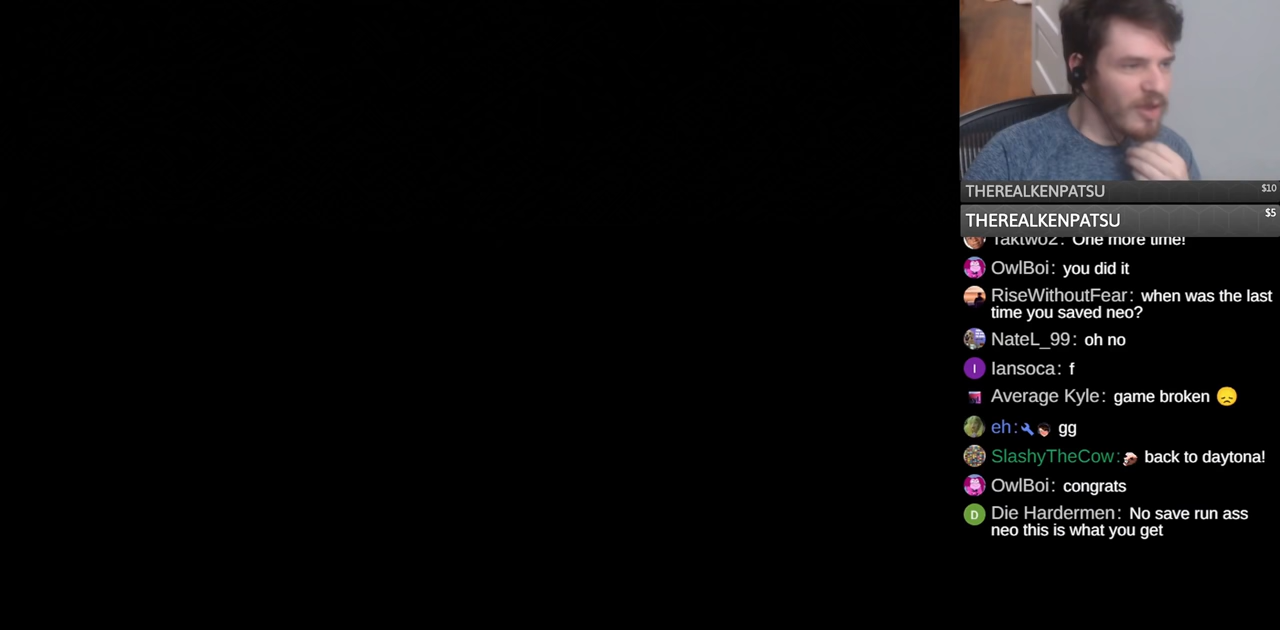 THEREALKENPATSU $10
THEREALKENPATSU $5
Taktwo2: One more time!
OwlBoi: you did it
RiseWithoutFear: when was the last
time you saved neo?
NateL_99: oh no
I Iansoca: f
Average Kyle: game broken 😞
eh: gg
SlashyTheCow: back to daytona!
OwlBoi: congrats
D Die Hardermen: No save run ass
neo this is what you get